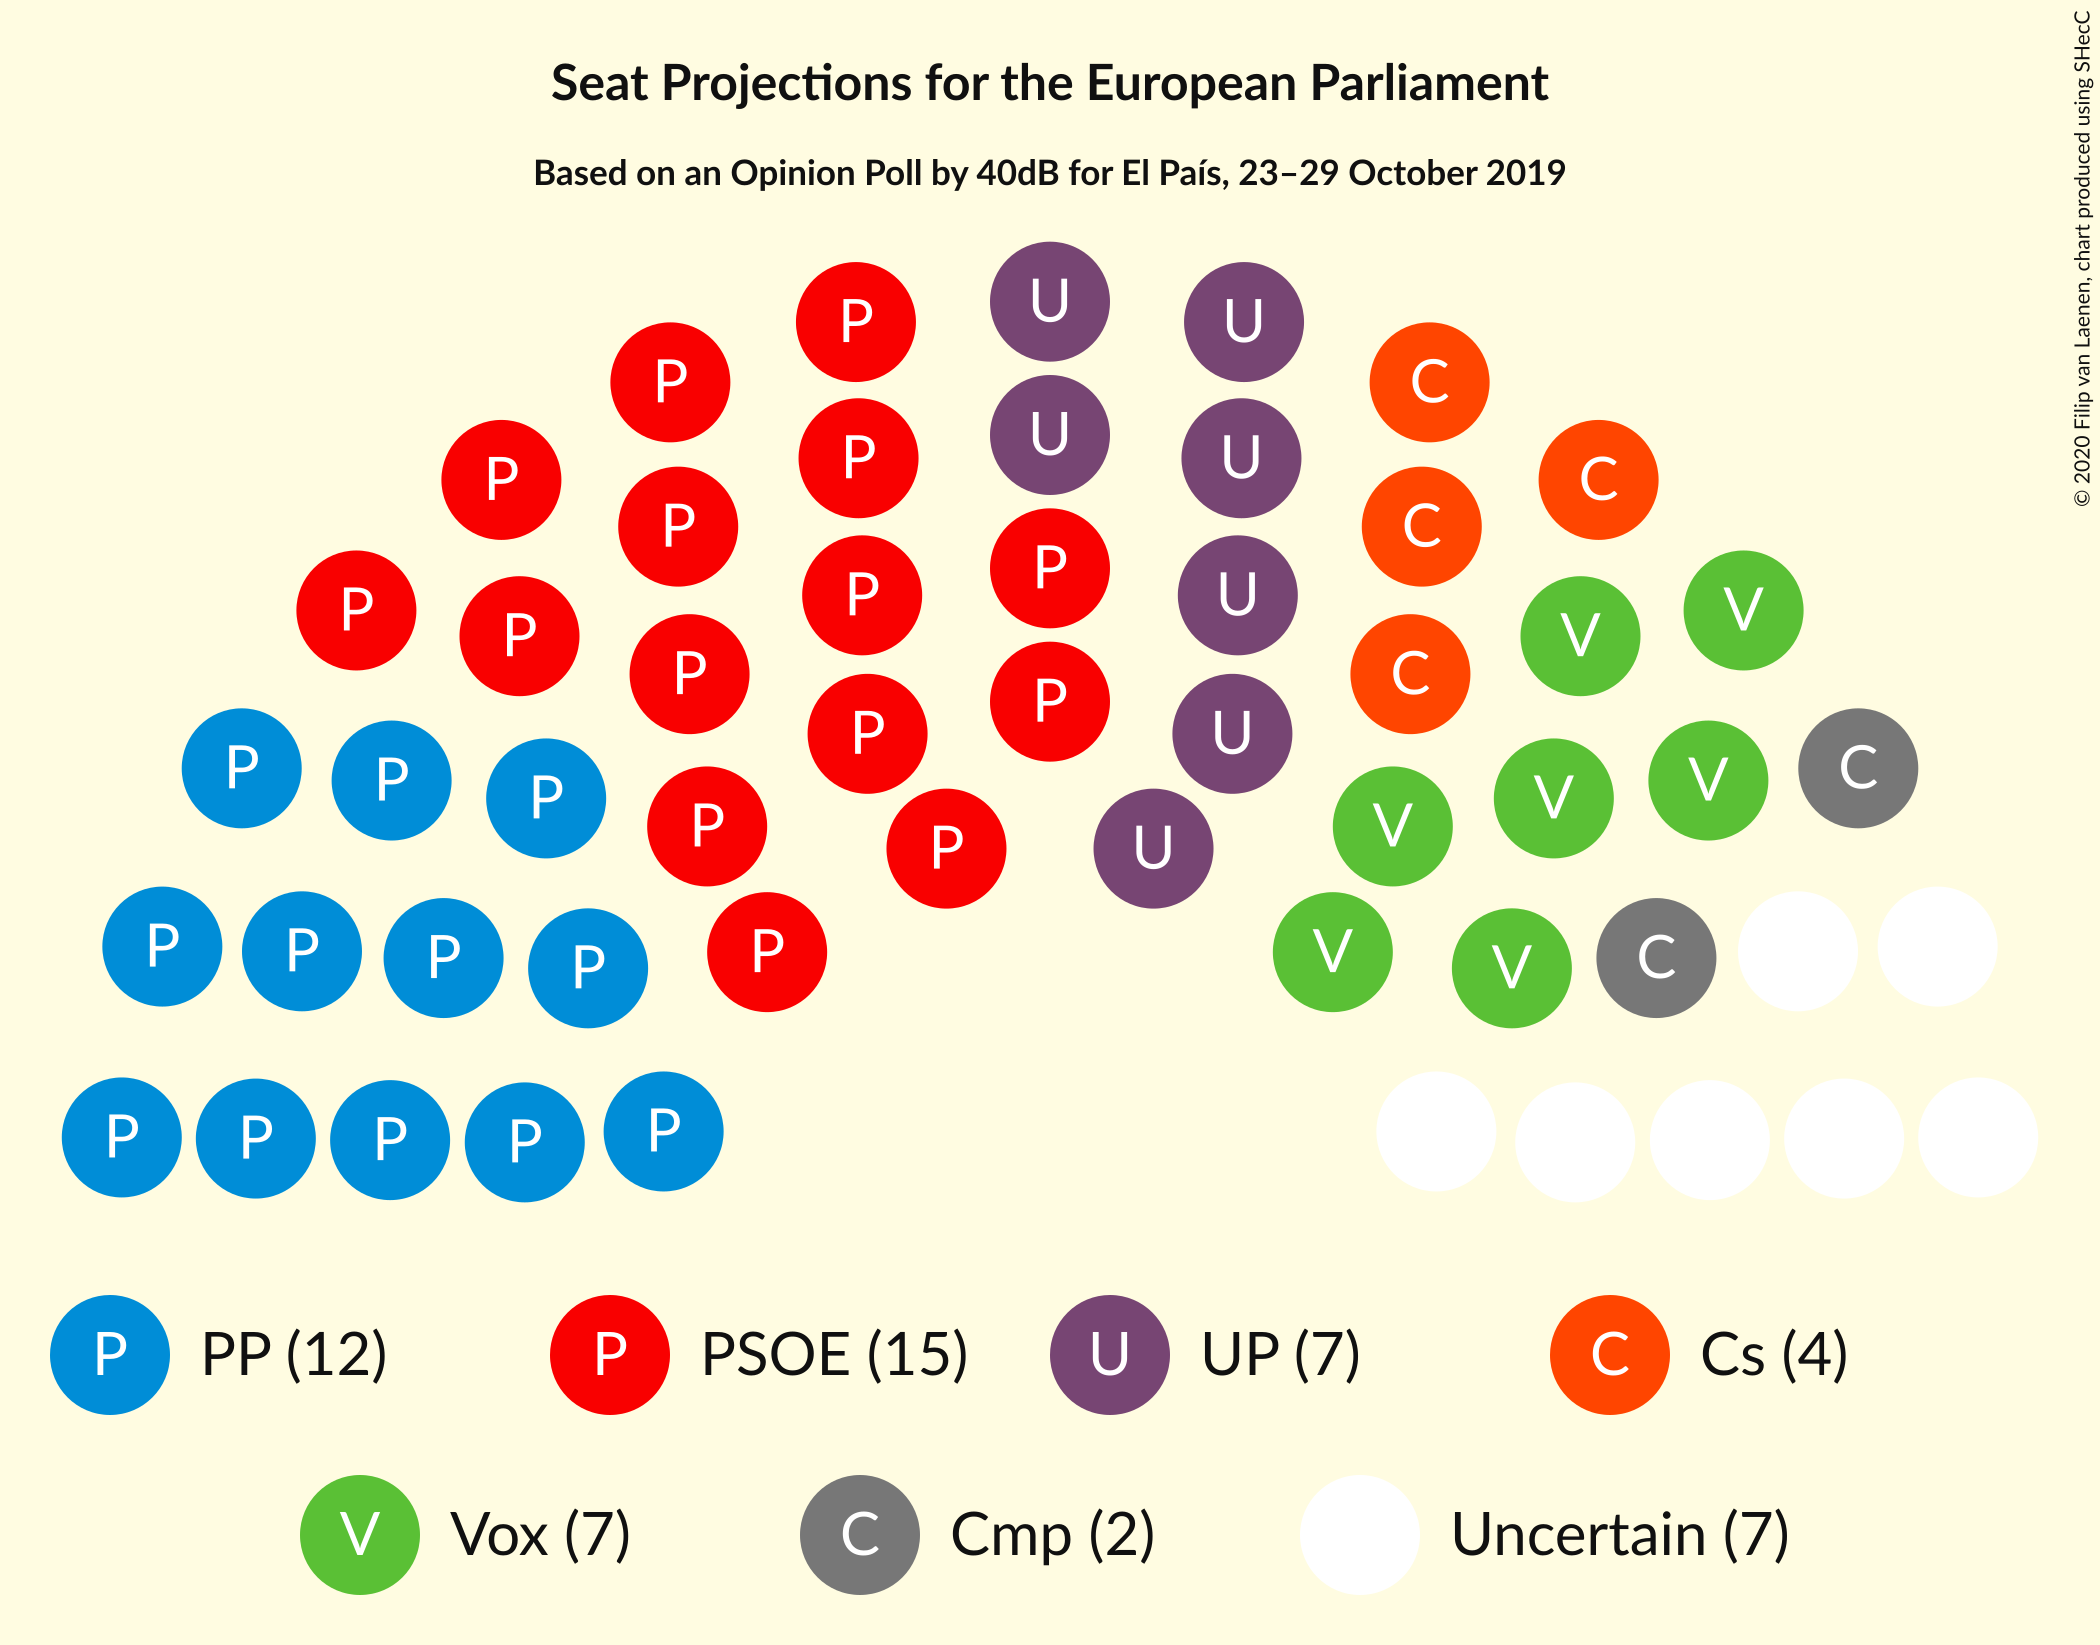 Seat Projections for the European Parliament
Based on an Opinion Poll by 40dB for El País, 23–29 October 2019
© 2020 Filip van Laenen, chart produced using SHecC
U
P U
P C
U
P U
P C
P C
P
P U
P
P V
P C
P
P U
P P P C
P V V
P V
P U
P P P P P V V C
P P P P P
P PP (12) P PSOE (15) U UP (7) C Cs (4)
V Vox (7) C Cmp (2) Uncertain (7)